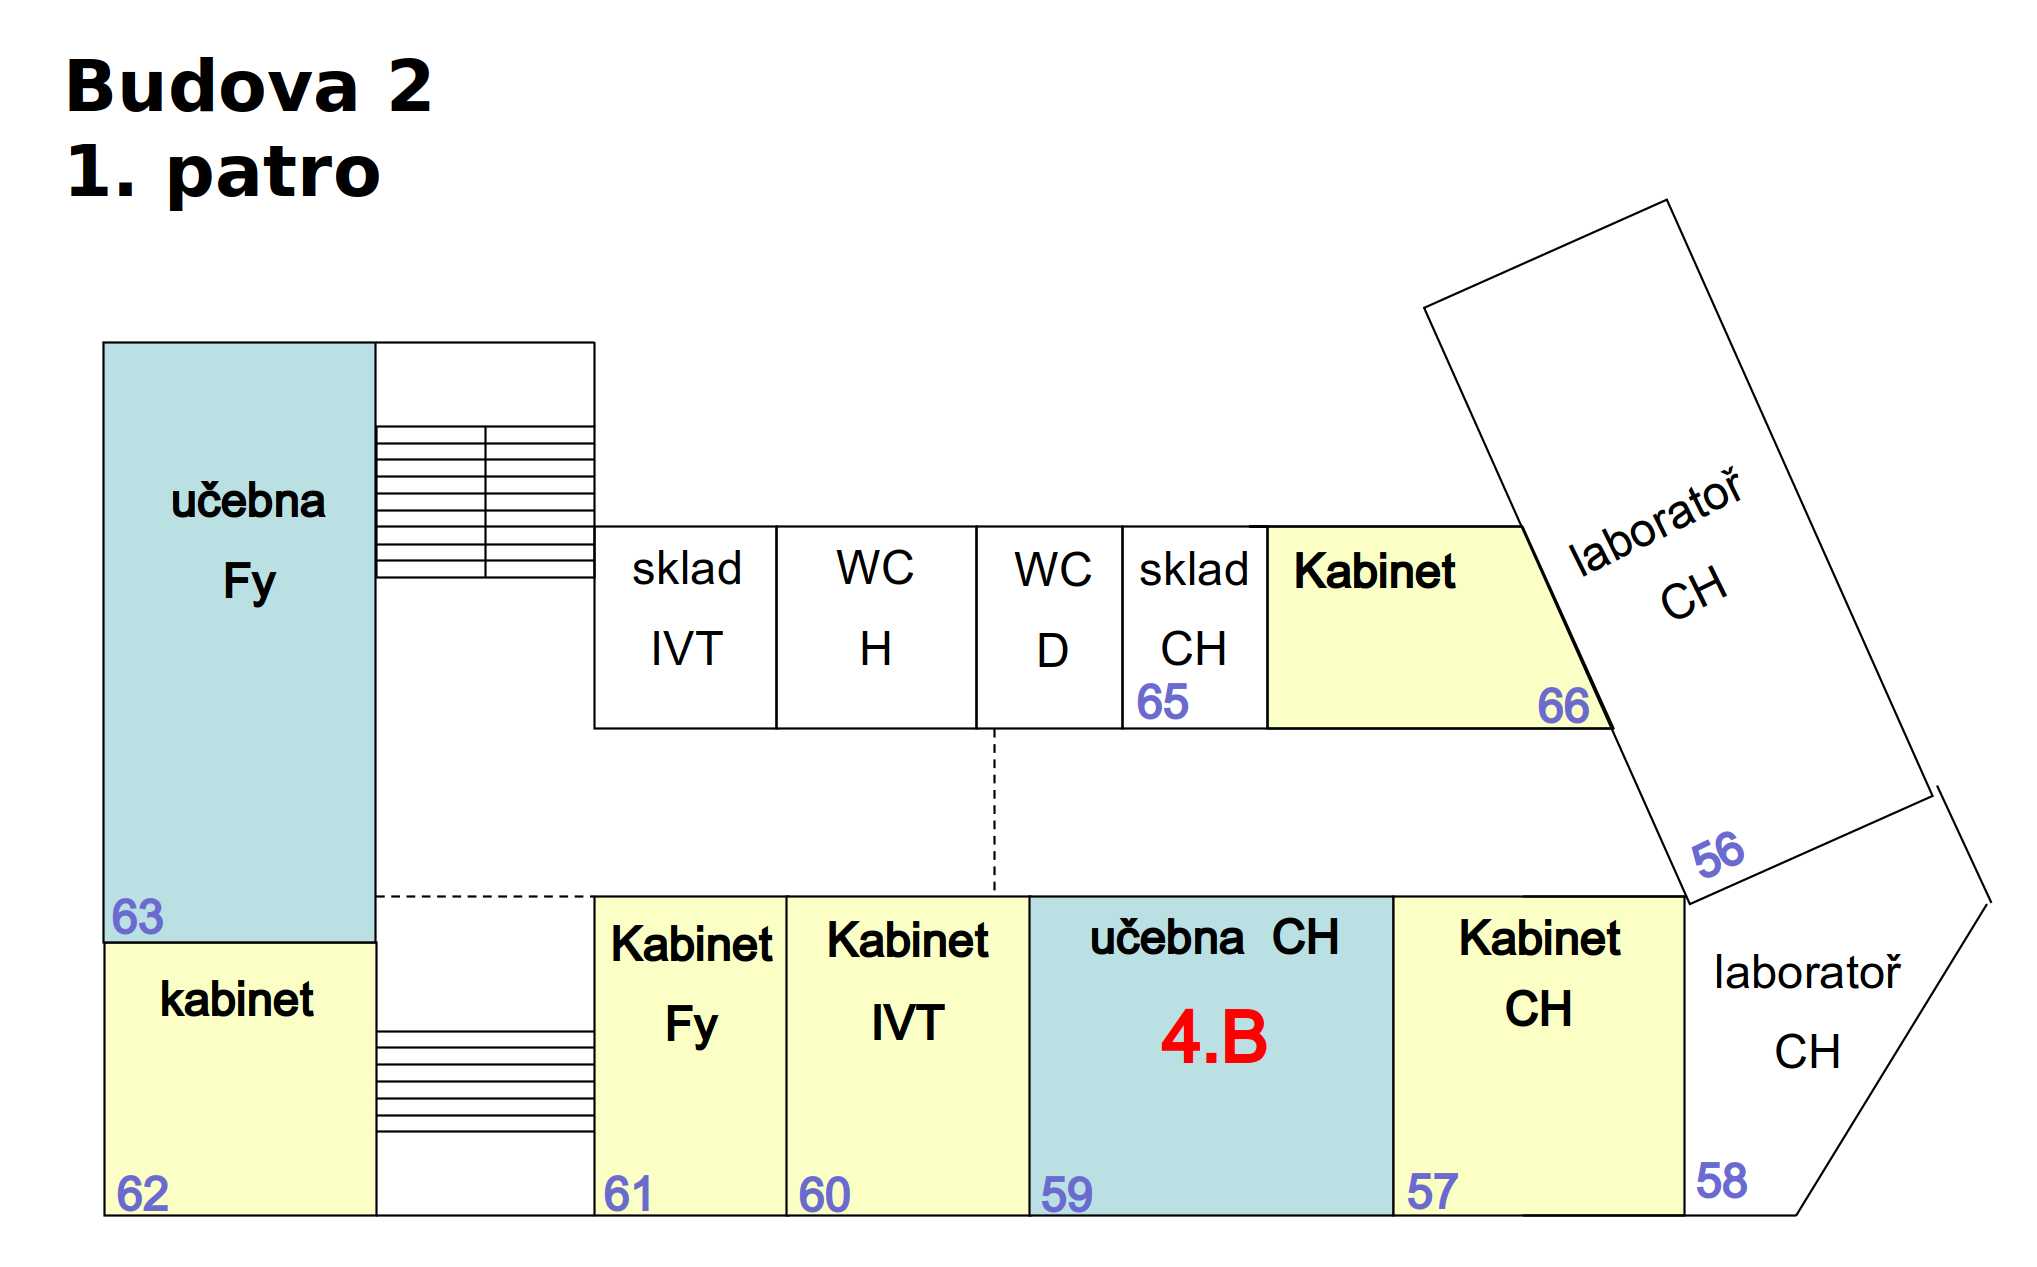 Budova 2
1. patro
učebna
Fy
63
sklad
IVT
WC
H
WC
D
sklad
CH
65
Kabinet
66
laboratoř
CH
56
kabinet
62
Kabinet
Fy
61
Kabinet
IVT
60
učebna CH
4.B
59
Kabinet
CH
57
laboratoř
CH
58